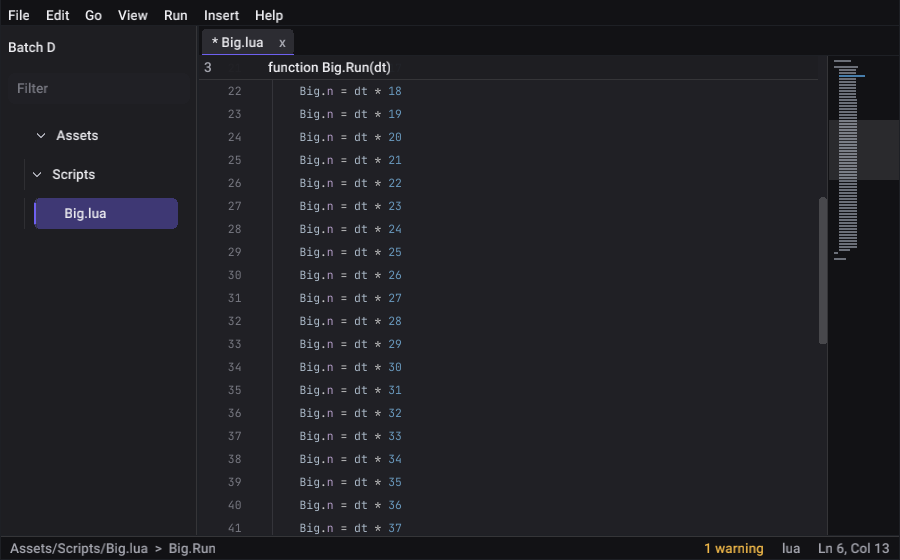 File Edit Go View Run Insert Help
Batch D
Filter
Assets
Scripts
Big.lua
* Big.lua x
3 function Big.Run(dt)
22 Big.n = dt * 18
23 Big.n = dt * 19
24 Big.n = dt * 20
25 Big.n = dt * 21
26 Big.n = dt * 22
27 Big.n = dt * 23
28 Big.n = dt * 24
29 Big.n = dt * 25
30 Big.n = dt * 26
31 Big.n = dt * 27
32 Big.n = dt * 28
33 Big.n = dt * 29
34 Big.n = dt * 30
35 Big.n = dt * 31
36 Big.n = dt * 32
37 Big.n = dt * 33
38 Big.n = dt * 34
39 Big.n = dt * 35
40 Big.n = dt * 36
41 Big.n = dt * 37
Assets/Scripts/Big.lua > Big.Run 1 warning lua Ln 6, Col 13